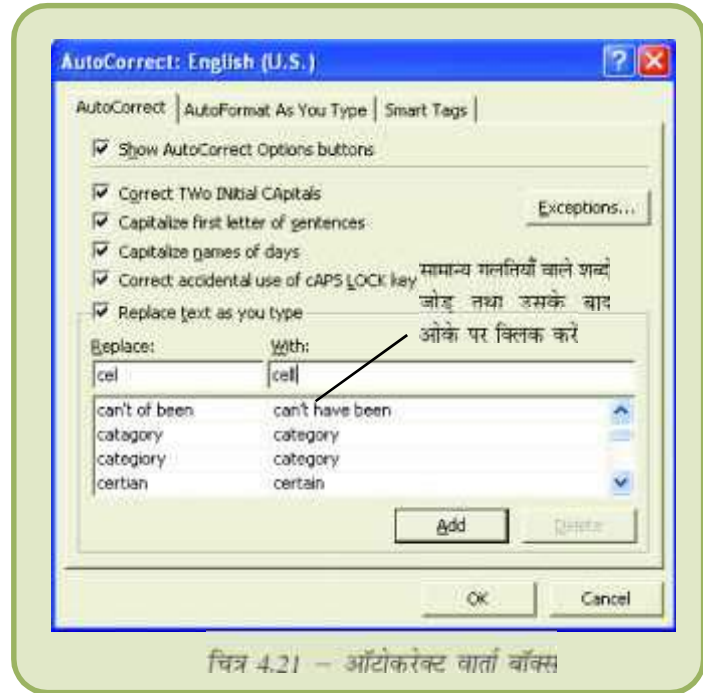 AutoCorrect: English (U.S.)
AutoCorrect AutoFormat As You Type Smart Tags
Show AutoCorrect Options buttons
Correct TWo INitial CApitals
Exceptions...
Capitalize first letter of sentences
Capitalize names of days
Correct accidental use of cAPS LOCK key
सामान्य गलतियाँ वाले शब्द
जोड़ तथा उसके बाद
ओके पर क्लिक करें
Replace text as you type
Replace: With:
cel cell
can't of been can't have been
catagory category
categiory category
certian certain
Add Delete
OK Cancel
चित्र 4.21 – ऑटोकरेक्ट वार्ता बॉक्स